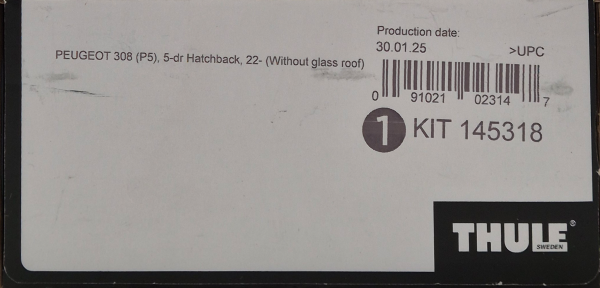 Production date:
30.01.25
>UPC
PEUGEOT 308 (P5), 5-dr Hatchback, 22- (Without glass roof)
0 91021 02314 7
1 KIT 145318
THULE®
SWEDEN